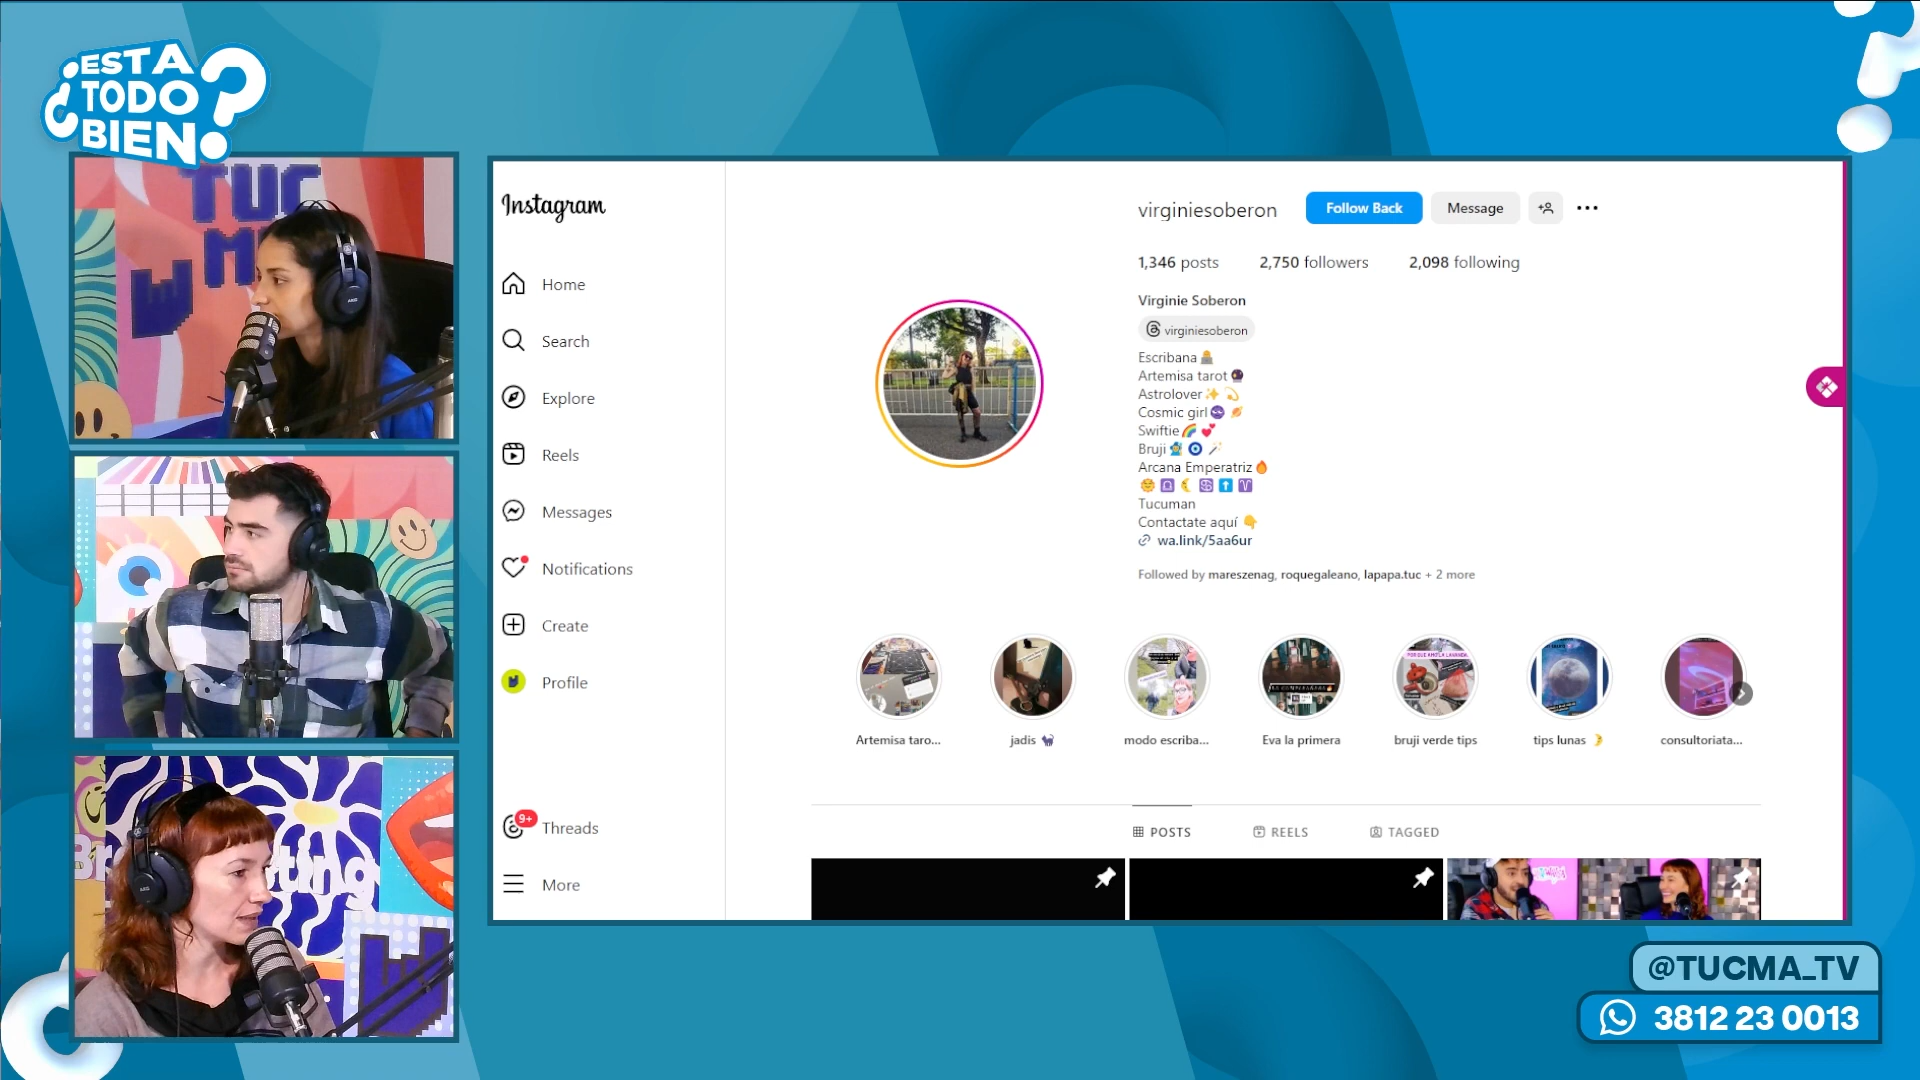 ¿ESTA
TODO
BIEN?
TUC
Instagram
Home
Search
Explore
Reels
Messages
Notifications
Create
Profile
9+
Threads
More
virginiesoberon
Follow Back
Message
1,346 posts
2,750 followers
2,098 following
Virginie Soberon
virginiesoberon
Escribana
Artemisa tarot
Astrolover
Cosmic girl
Swiftie
Bruji
Arcana Emperatriz
Tucuman
Contactate aquí
wa.link/5aa6ur
Followed by mareszenag, roquegaleano, lapapa.tuc + 2 more
Artemisa taro...
jadis
modo escriba...
Eva la primera
bruji verde tips
tips lunas
consultoriata...
POSTS
REELS
TAGGED
@TUCMA_TV
3812 23 0013